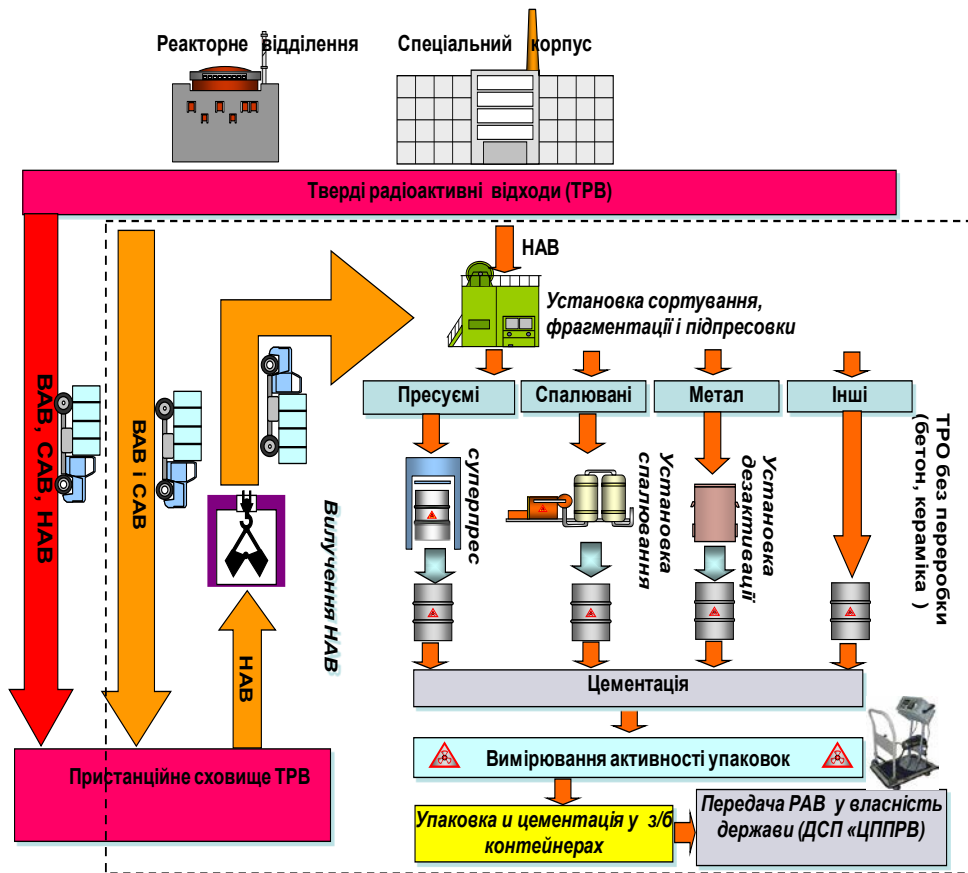 Реакторне відділення
Спеціальний корпус
Тверді радіоактивні відходи (ТРВ)
НАВ
Установка сортування,
фрагментації і підпресовки
Пресуємі
Спалювані
Метал
Інші
ВАВ, САВ, НАВ
ВАВ і САВ
Вилучення НАВ
НАВ
суперпрес
Установка
спалювання
Установка
дезактивації
ТРО без переробки
(бетон, кераміка )
Цементація
Пристанційне сховище ТРВ
Вимірювання активності упаковок
Упаковка и цементація у з/б
контейнерах
Передача РАВ у власність
держави (ДСП «ЦППРВ)